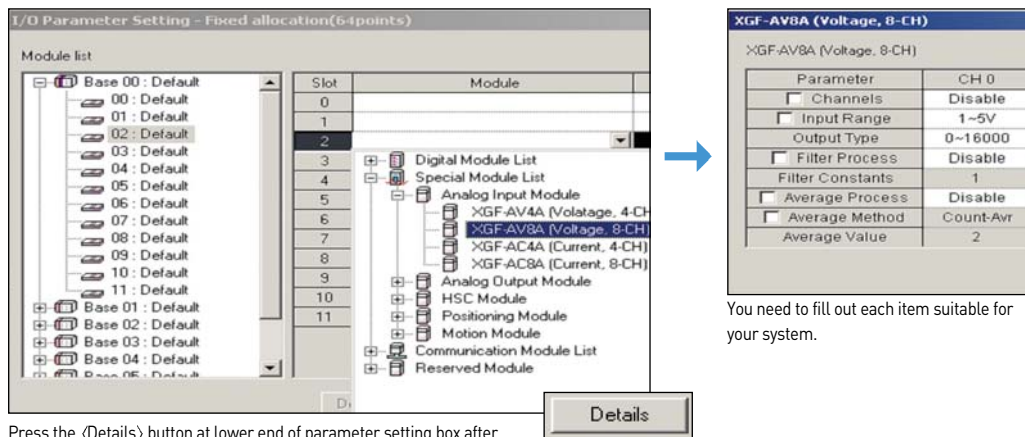 I/O Parameter Setting - Fixed allocation(64points)
Module list
Base 00 : Default
00 : Default
01 : Default
02 : Default
03 : Default
04 : Default
05 : Default
06 : Default
07 : Default
08 : Default
09 : Default
10 : Default
11 : Default
Base 01 : Default
Base 02 : Default
Base 03 : Default
Base 04 : Default
Base 05 : Default
Slot Module
0
1
2
3
4
5
6
7
8
9
10
11
Digital Module List
Special Module List
Analog Input Module
XGF-AV4A (Volatage, 4-CH
XGF-AV8A (Voltage, 8-CH)
XGF-AC4A (Current, 4-CH)
XGF-AC8A (Current, 8-CH)
Analog Output Module
HSC Module
Positioning Module
Motion Module
Communication Module List
Reserved Module
Details
Press the 〈Details〉 button at lower end of parameter setting box after
XGF-AV8A (Voltage, 8-CH)
XGF-AV8A (Voltage, 8-CH)
Parameter CH 0
Channels Disable
Input Range 1~5V
Output Type 0~16000
Filter Process Disable
Filter Constants 1
Average Process Disable
Average Method Count-Avr
Average Value 2
You need to fill out each item suitable for
your system.